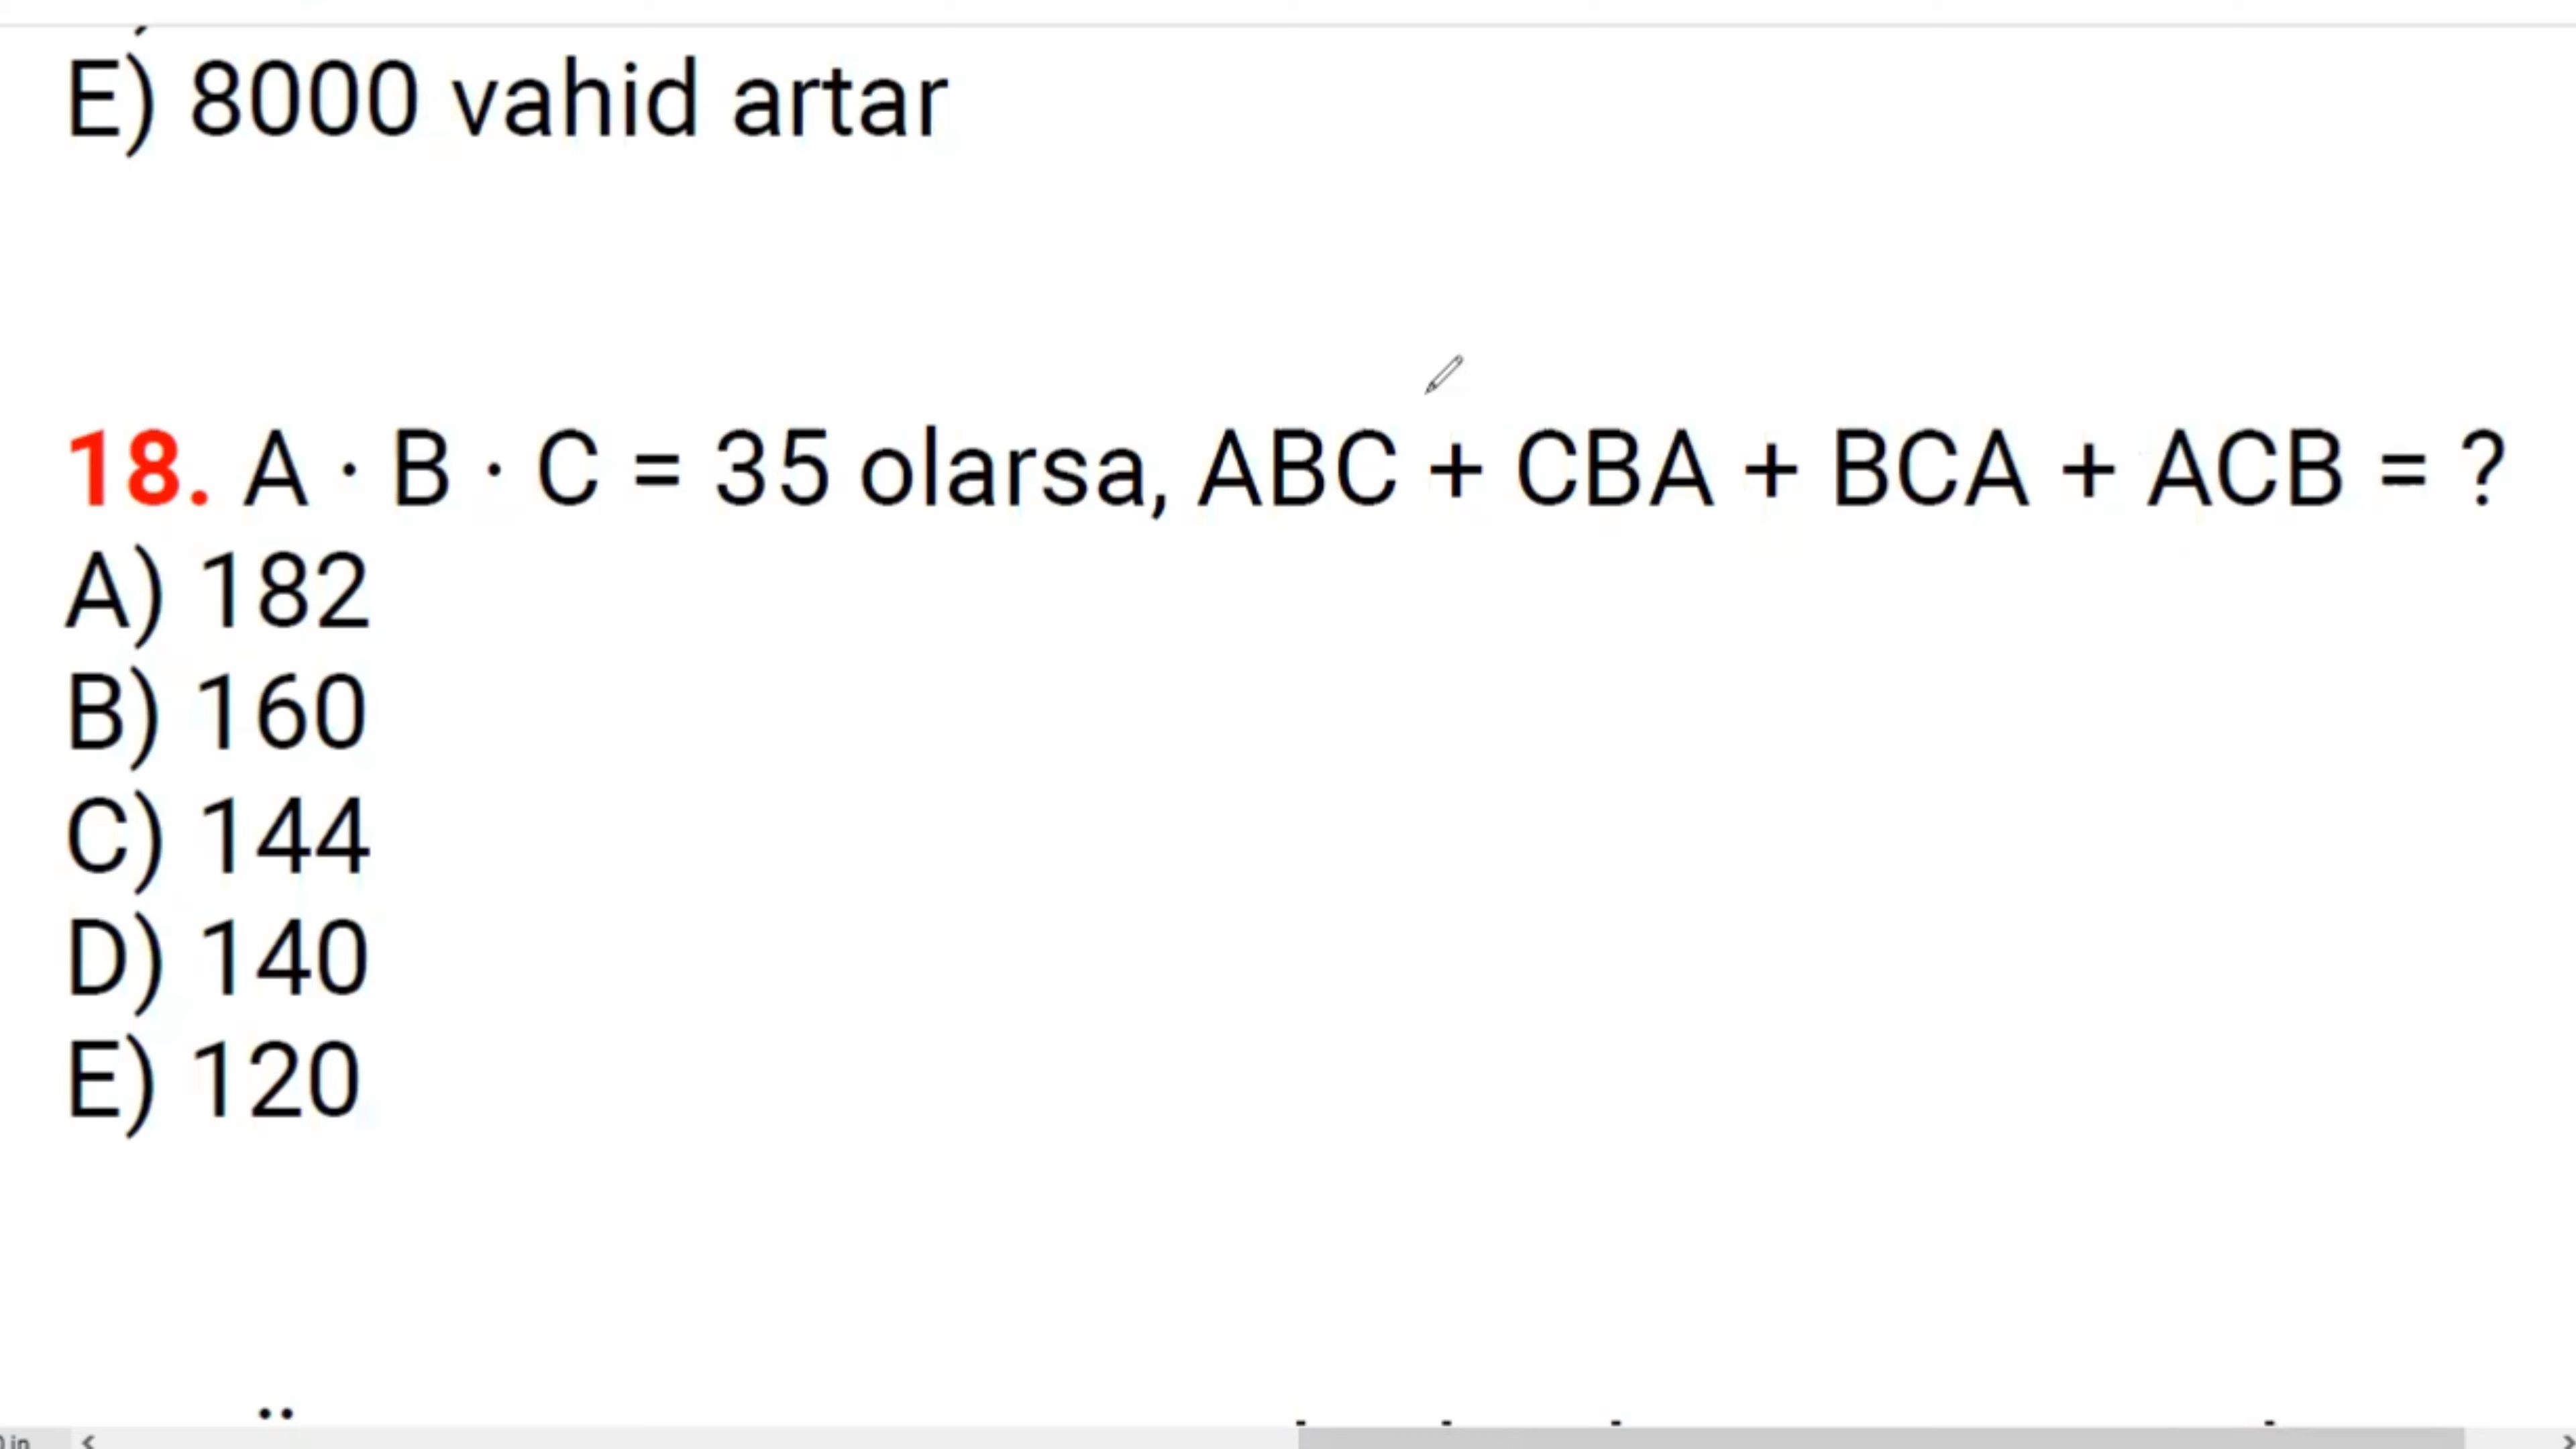 E) 8000 vahid artar
18. A · B · C = 35 olarsa, ABC + CBA + BCA + ACB = ?
A) 182
B) 160
C) 144
D) 140
E) 120